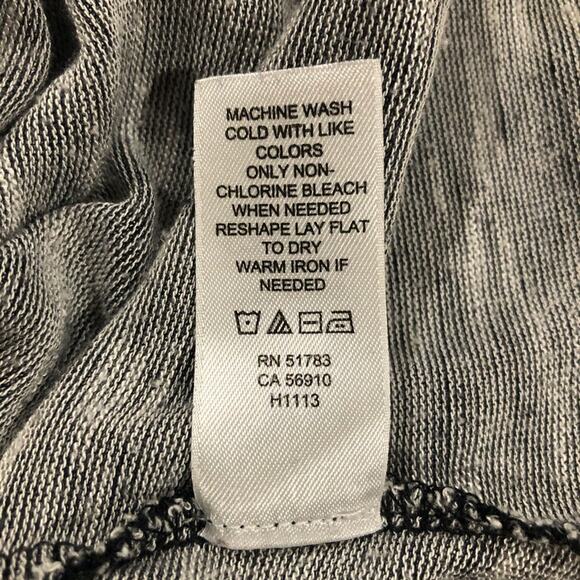 MACHINE WASH
COLD WITH LIKE
COLORS
ONLY NON-
CHLORINE BLEACH
WHEN NEEDED
RESHAPE LAY FLAT
TO DRY
WARM IRON IF
NEEDED
RN 51783
CA 56910
H1113